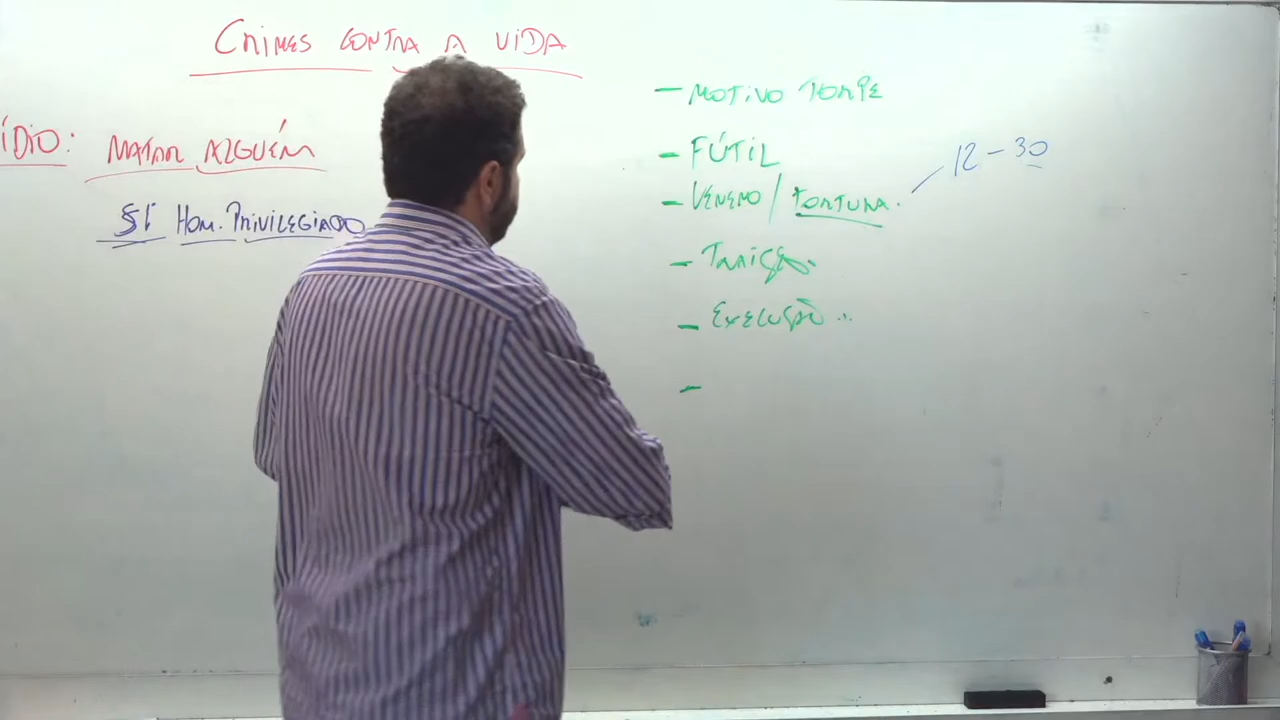 CRIMES CONTRA A VIDA
ÍDIO: MATAR ALGUÉM
§1º HOM. PRIVILEGIADO
- MOTIVO TORPE
- FÚTIL
- VENENO / TORTURA. 12 - 30
- TRAIÇÃO.
- EXECUÇÃO ..
-